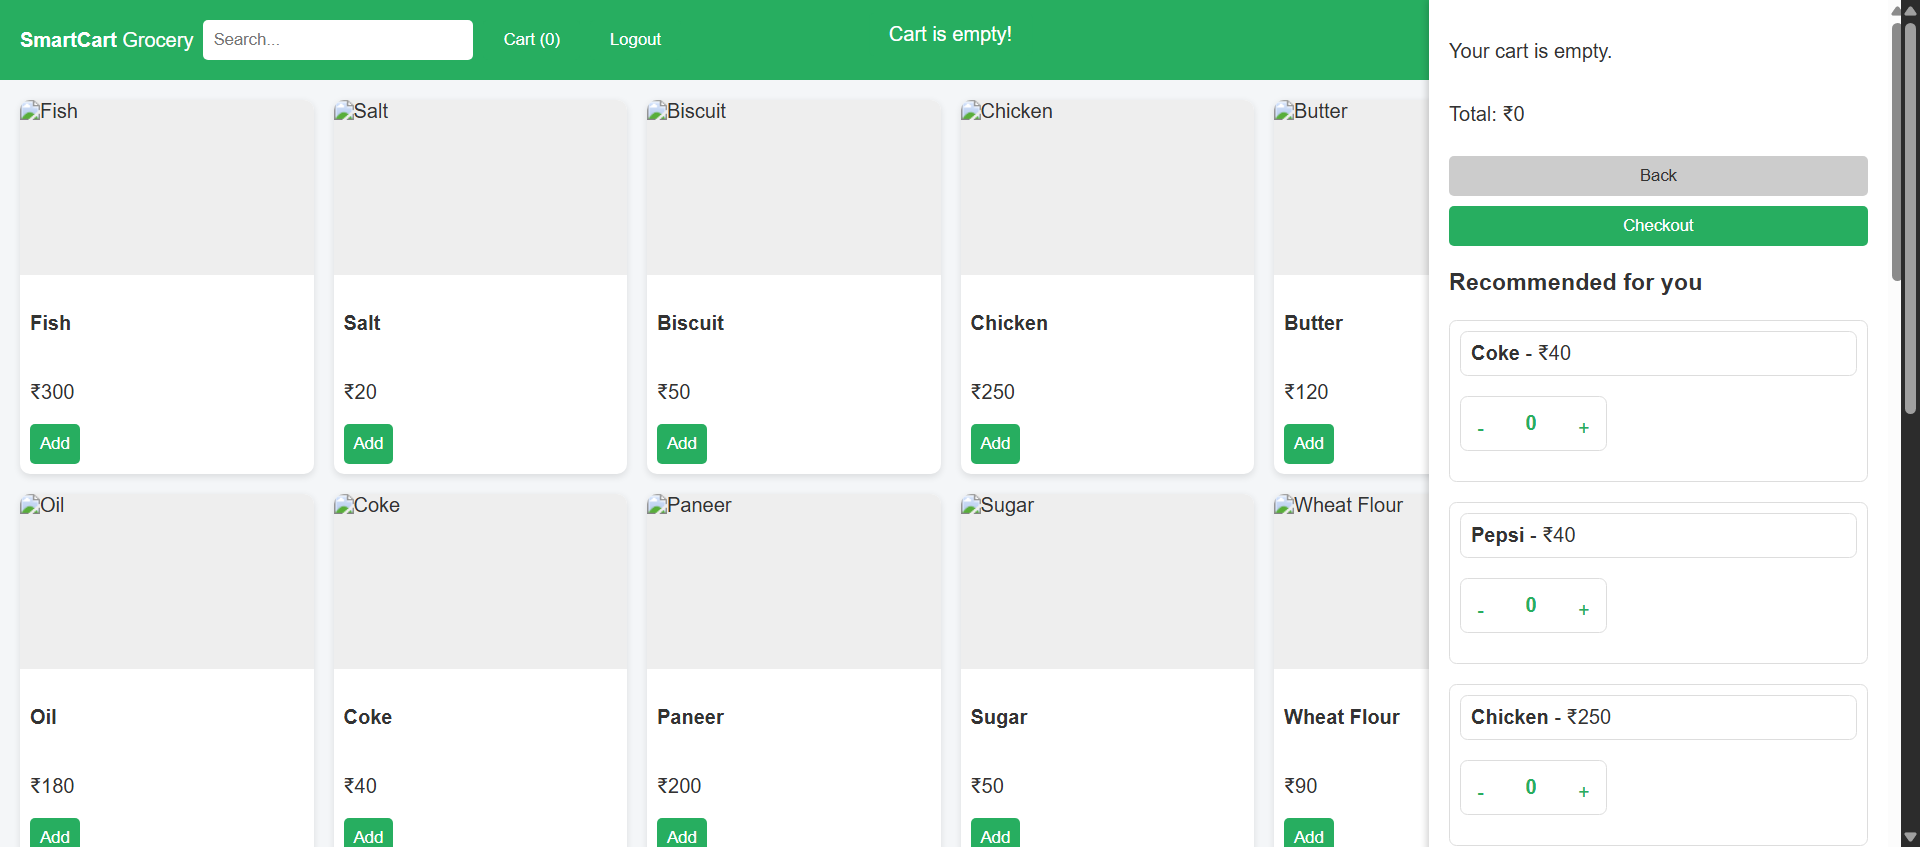 SmartCart Grocery
Search...
Cart (0)
Logout
Cart is empty!
Fish
Salt
Biscuit
Chicken
Butter
Fish
Salt
Biscuit
Chicken
Butter
₹300
₹20
₹50
₹250
₹120
Add
Add
Add
Add
Add
Oil
Coke
Paneer
Sugar
Wheat Flour
Oil
Coke
Paneer
Sugar
Wheat Flour
₹180
₹40
₹200
₹50
₹90
Add
Add
Add
Add
Add
Your cart is empty.
Total: ₹0
Back
Checkout
Recommended for you
Coke - ₹40
- 0 +
Pepsi - ₹40
- 0 +
Chicken - ₹250
- 0 +